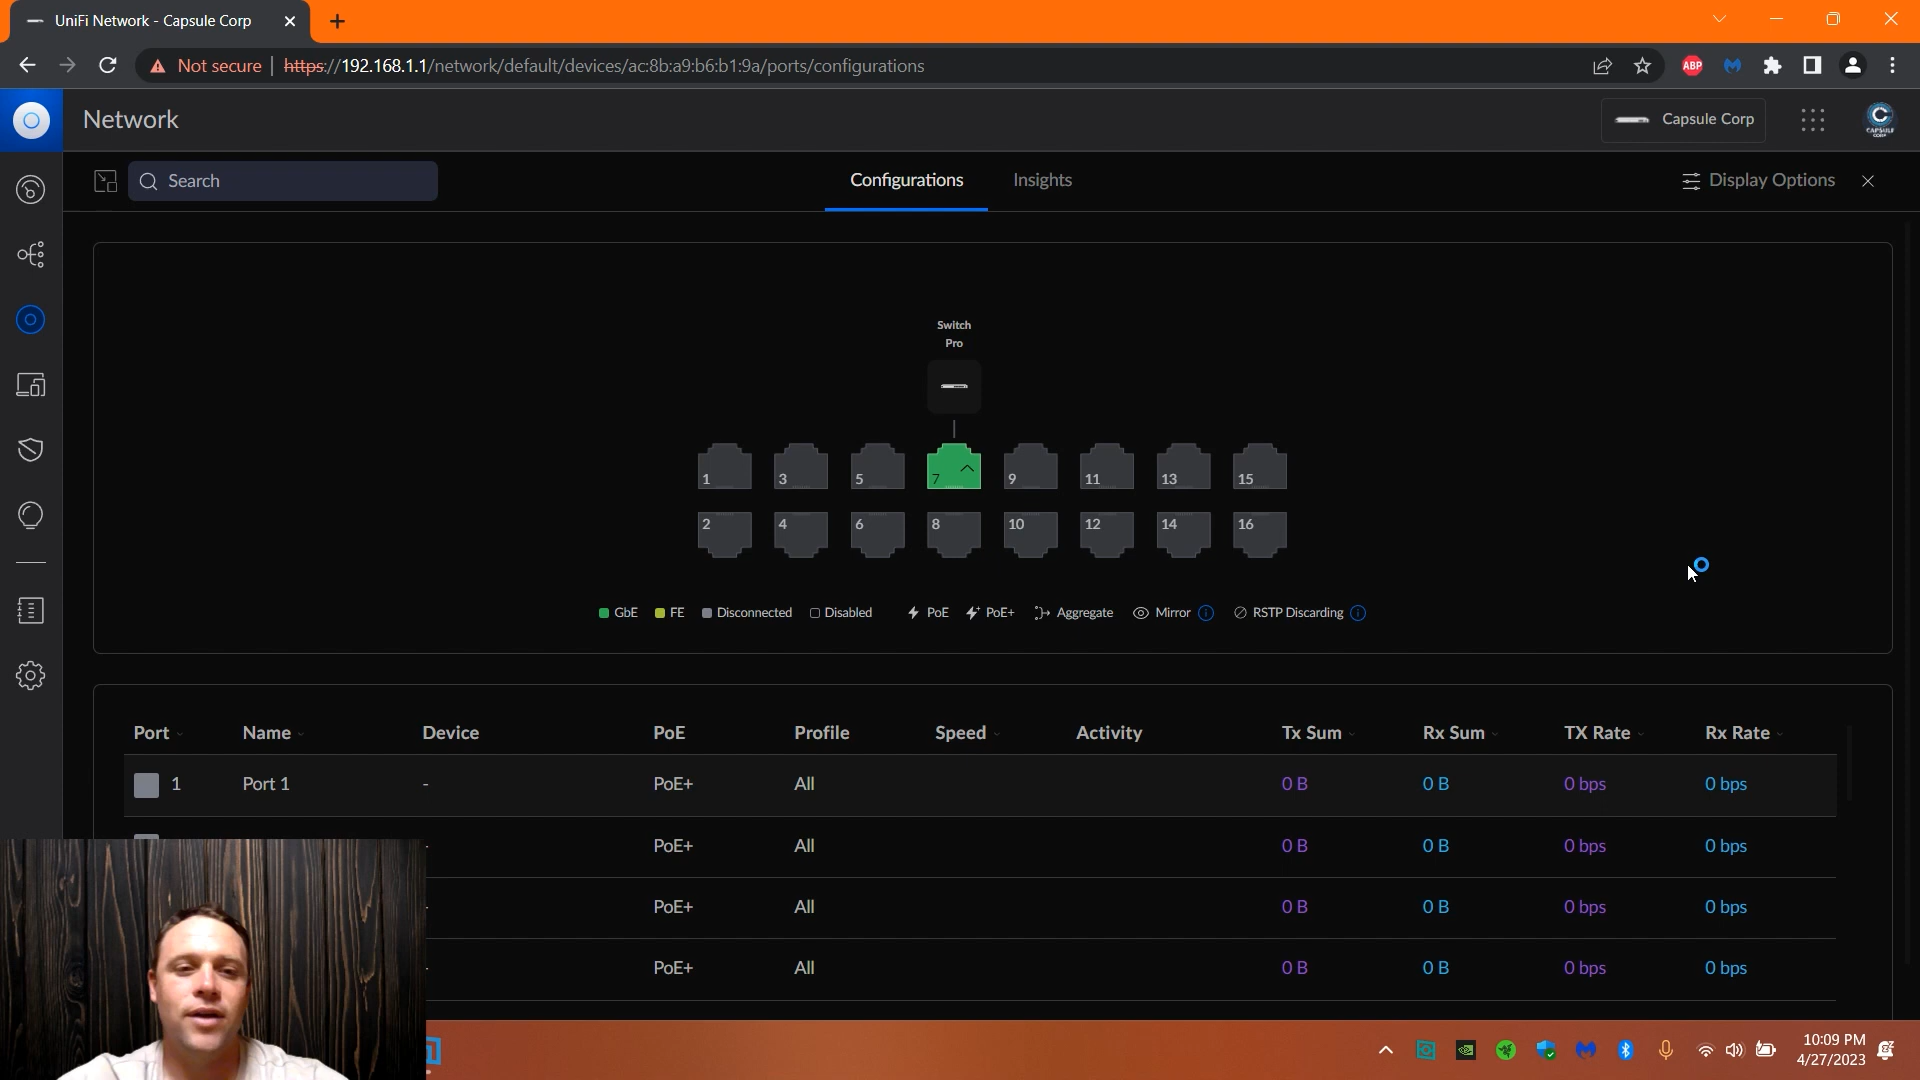 UniFi Network - Capsule Corp
Not secure | https://192.168.1.1/network/default/devices/ac:8b:a9:b6:b1:9a/ports/configurations
ABP
Network
Capsule Corp
CAPSULE CORP
Search
Configurations
Insights
Display Options
Switch
Pro
1 3 5 7 9 11 13 15
2 4 6 8 10 12 14 16
GbE FE Disconnected Disabled PoE PoE+ Aggregate Mirror RSTP Discarding
Port Name Device PoE Profile Speed Activity Tx Sum Rx Sum TX Rate Rx Rate
1 Port 1 - PoE+ All 0 B 0 B 0 bps 0 bps
- PoE+ All 0 B 0 B 0 bps 0 bps
- PoE+ All 0 B 0 B 0 bps 0 bps
- PoE+ All 0 B 0 B 0 bps 0 bps
10:09 PM
4/27/2023